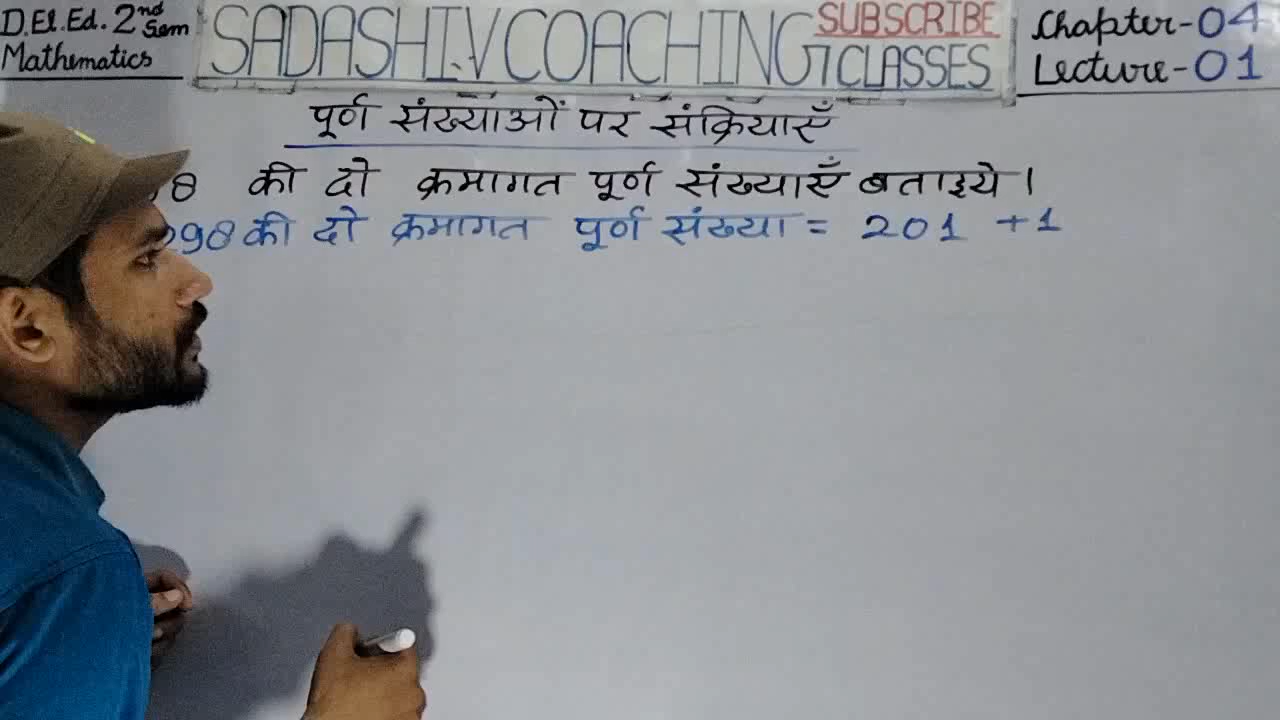 D.El.Ed. 2nd Sem
Mathematics
SADASHIV COACHING CLASSES
SUBSCRIBE
Chapter-04
Lecture-01
पूर्ण संख्याओं पर संक्रियाएँ
की दो क्रमागत पूर्ण संख्याएँ बताइये।
की दो क्रमागत पूर्ण संख्या = 201 +1